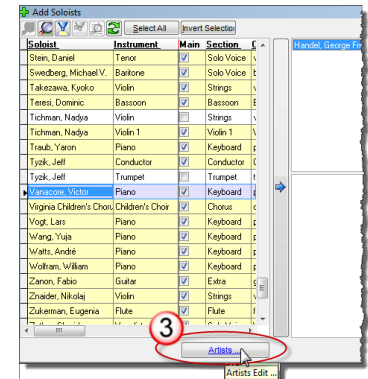 Add Soloists
Select All Invert Selection
Soloist Instrument Main Section
Stein, Daniel Tenor Solo Voice
Swedberg, Michael V. Baritone Solo Voice
Takezawa, Kyoko Violin Strings
Teresi, Dominic Bassoon Bassoon
Tichman, Nadya Violin Strings
Tichman, Nadya Violin 1 Violin 1
Traub, Yaron Piano Keyboard
Tyzik, Jeff Conductor Conductor
Tyzik, Jeff Trumpet Trumpet
Vanacore, Victor Piano Keyboard
Virginia Children's Choru Children's Choir Chorus
Vogt, Lars Piano Keyboard
Wang, Yuja Piano Keyboard
Watts, André Piano Keyboard
Wolfram, William Piano Keyboard
Zanon, Fabio Guitar Extra
Znaider, Nikolaj Violin Strings
Zukerman, Eugenia Flute Flute
Handel, George Fri
3
Artists ...
Artists Edit ...